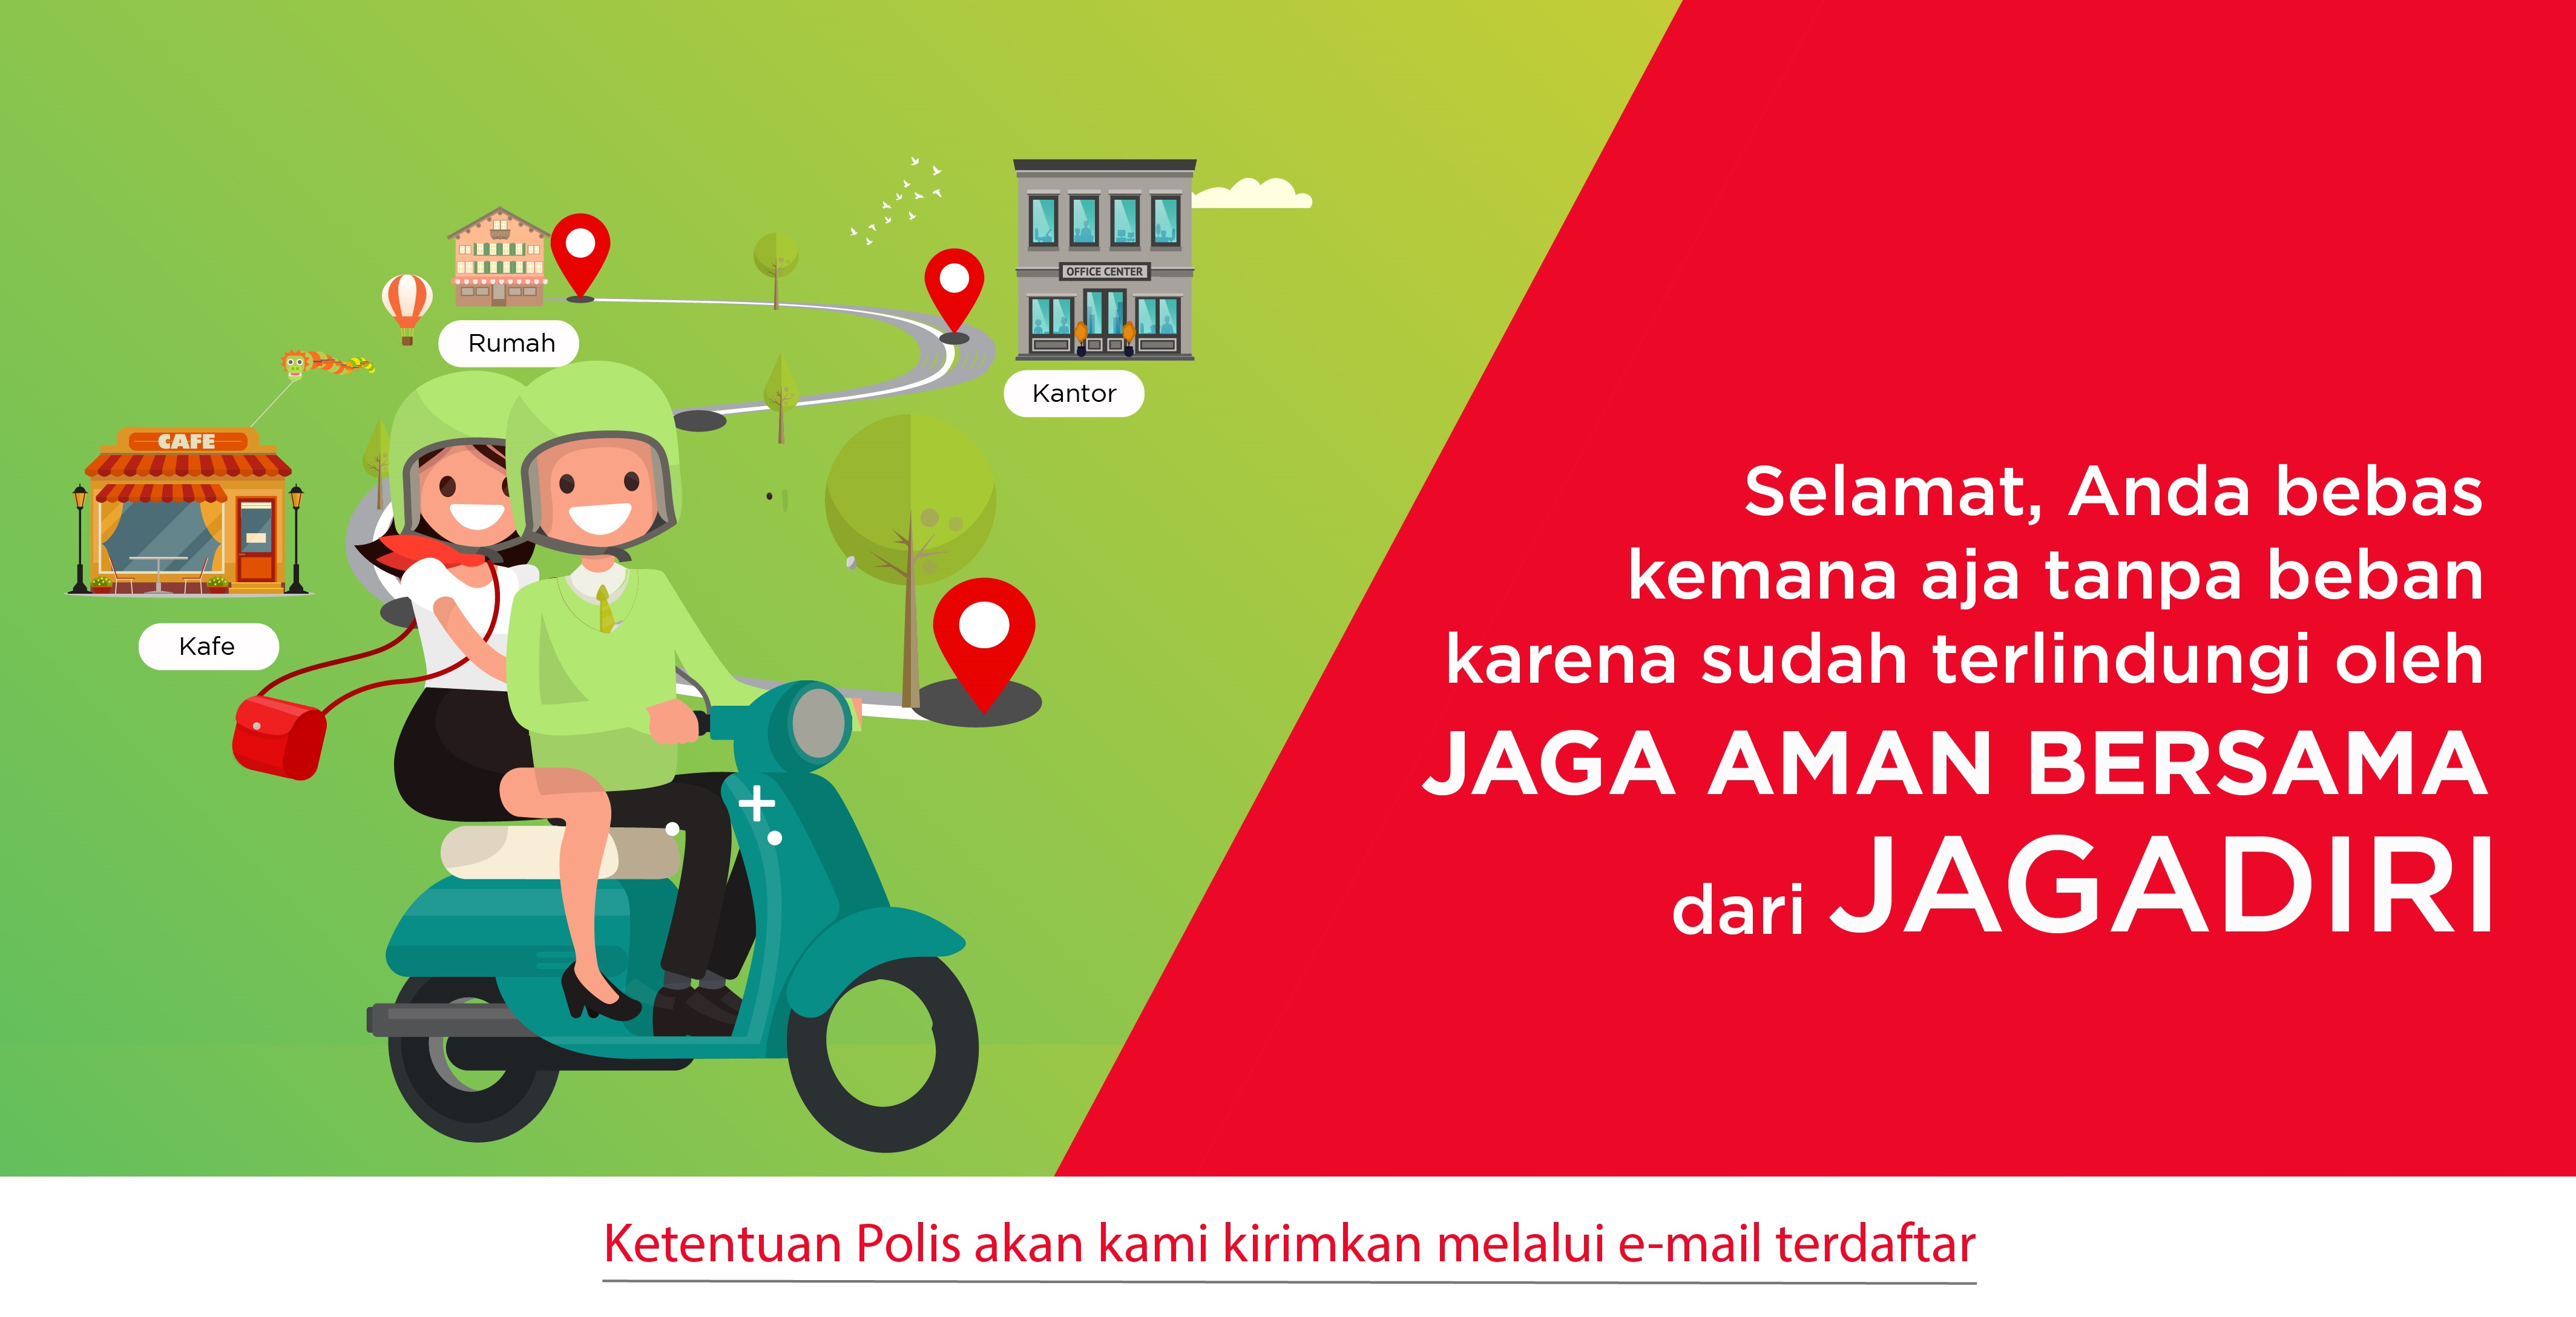 OFFICE CENTER
Rumah
Kantor
CAFE
Kafe
Selamat, Anda bebas
kemana aja tanpa beban
karena sudah terlindungi oleh
JAGA AMAN BERSAMA
dari JAGADIRI
Ketentuan Polis akan kami kirimkan melalui e-mail terdaftar